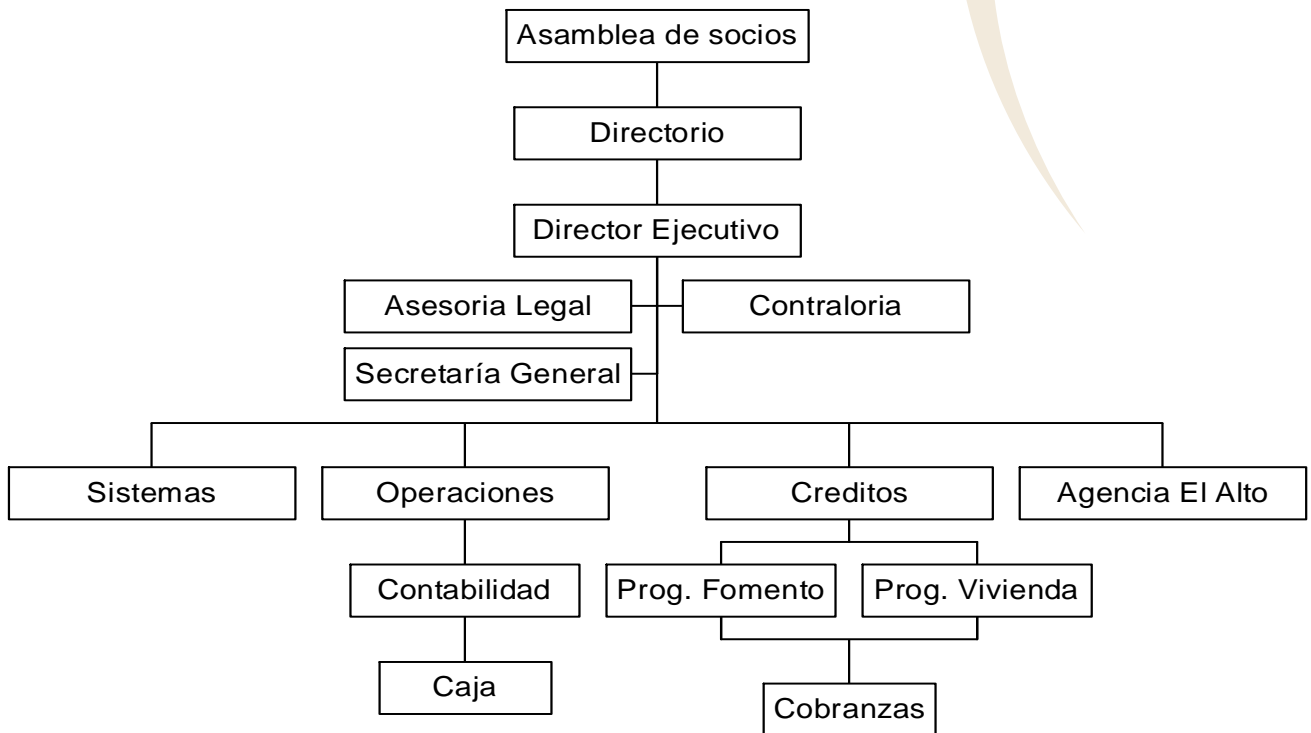 Asamblea de socios
Directorio
Director Ejecutivo
Asesoria Legal
Contraloria
Secretaría General
Sistemas
Operaciones
Creditos
Agencia El Alto
Contabilidad
Prog. Fomento
Prog. Vivienda
Caja
Cobranzas